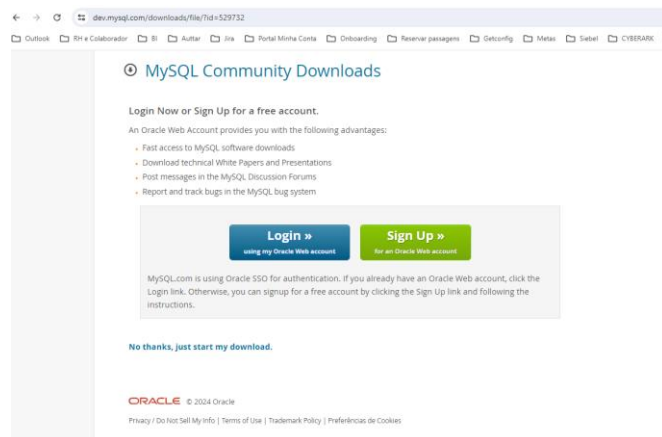 dev.mysql.com/downloads/file/?id=529732
Outlook RH e Colaborador BI Auttar Jira Portal Minha Conta Onboarding Reservar passagens Getconfig Metas Siebel CYBERARK
MySQL Community Downloads
Login Now or Sign Up for a free account.
An Oracle Web Account provides you with the following advantages:
Fast access to MySQL software downloads
Download technical White Papers and Presentations
Post messages in the MySQL Discussion Forums
Report and track bugs in the MySQL bug system
Login » Sign Up »
using my Oracle Web account for an Oracle Web account
MySQL.com is using Oracle SSO for authentication. If you already have an Oracle Web account, click the
Login link. Otherwise, you can signup for a free account by clicking the Sign Up link and following the
instructions.
No thanks, just start my download.
ORACLE © 2024 Oracle
Privacy / Do Not Sell My Info | Terms of Use | Trademark Policy | Preferências de Cookies